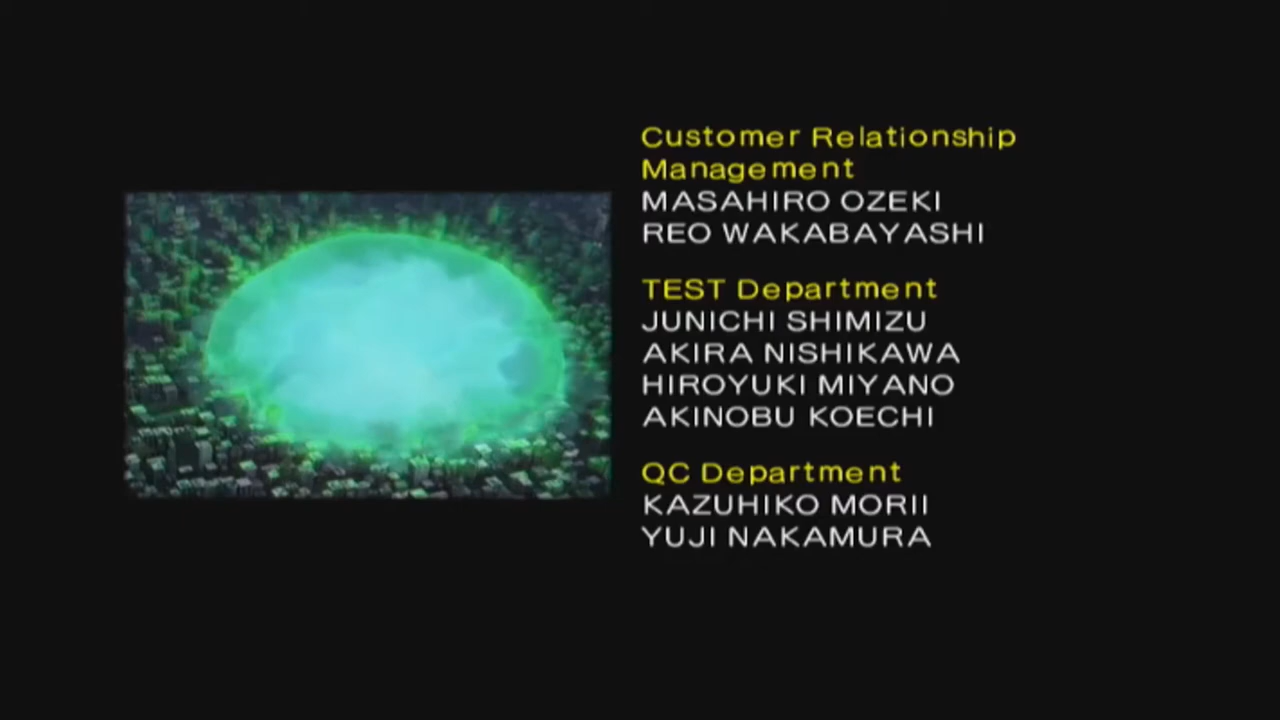 Customer Relationship
Management
MASAHIRO OZEKI
REO WAKABAYASHI
TEST Department
JUNICHI SHIMIZU
AKIRA NISHIKAWA
HIROYUKI MIYANO
AKINOBU KOECHI
QC Department
KAZUHIKO MORII
YUJI NAKAMURA